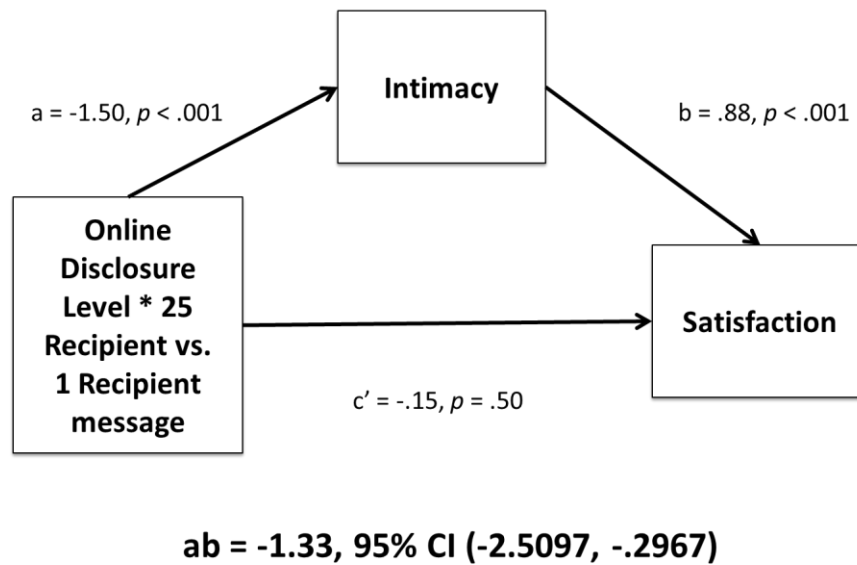 Intimacy
a = -1.50, p < .001
b = .88, p < .001
Online
Disclosure
Level * 25
Recipient vs.
1 Recipient
message
Satisfaction
c’ = -.15, p = .50
ab = -1.33, 95% CI (-2.5097, -.2967)